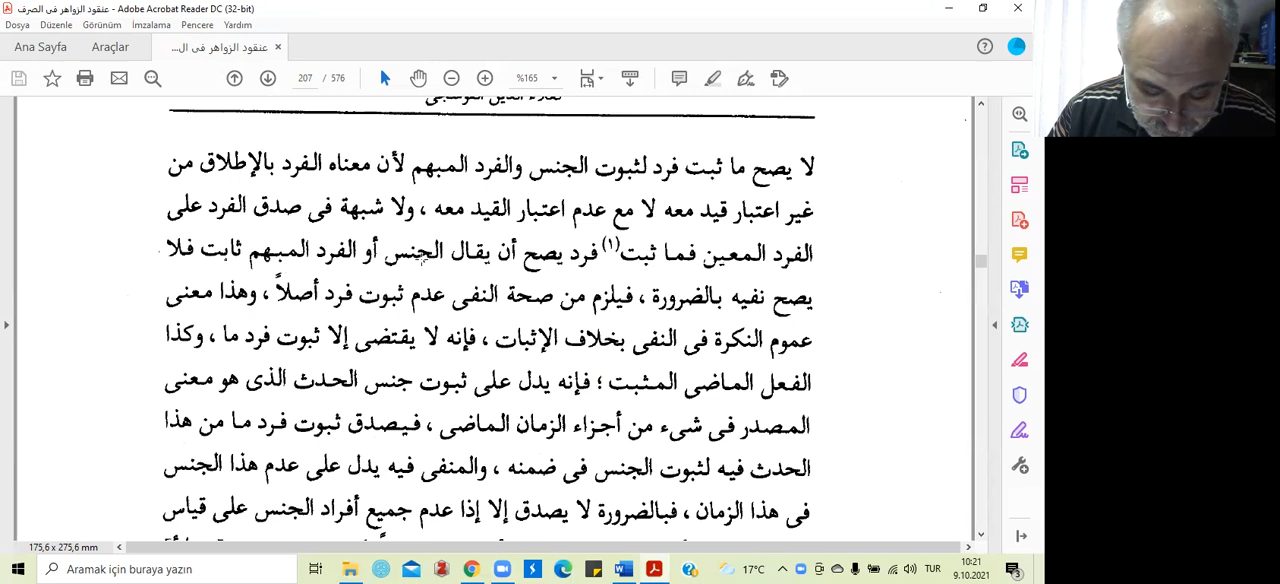 عنقود الزواهر فى الصرف - Adobe Acrobat Reader DC (32-bit)
Dosya Düzenle Görünüm İmzalama Pencere Yardım
Ana Sayfa Araçlar عنقود الزواهر فى ال... ×
207 / 576 %165
لا يصح ما ثبت فرد لثبوت الجنس والفرد المبهم لأن معناه الفرد بالإطلاق من
غير اعتبار قيد معه لا مع عدم اعتبار القيد معه ، ولا شبهة فى صدق الفرد على
الفرد المعين فما ثبت(١) فرد يصح أن يقال الجنس أو الفرد المبهم ثابت فلا
يصح نفيه بالضرورة ، فيلزم من صحة النفى عدم ثبوت فرد أصلاً ، وهذا معنى
عموم النكرة فى النفى بخلاف الإثبات ، فإنه لا يقتضى إلا ثبوت فرد ما ، وكذا
الفعل الماضى المثبت ؛ فإنه يدل على ثبوت جنس الحدث الذى هو معنى
المصدر فى شىء من أجزاء الزمان الماضى ، فيصدق ثبوت فرد ما من هذا
الحدث فيه لثبوت الجنس فى ضمنه ، والمنفى فيه يدل على عدم هذا الجنس
فى هذا الزمان ، فبالضرورة لا يصدق إلا إذا عدم جميع أفراد الجنس على قياس
175,6 x 275,6 mm
Aramak için buraya yazın 17°C TUR 10:21
9.10.2021 3